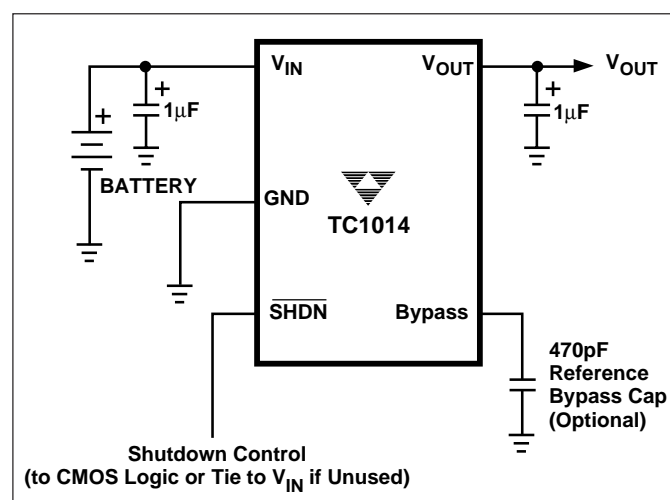 V_IN
V_OUT
V_OUT
+
1μF
+
1μF
+
BATTERY
GND
TC1014
SHDN
Bypass
470pF
Reference
Bypass Cap
(Optional)
Shutdown Control
(to CMOS Logic or Tie to V_IN if Unused)